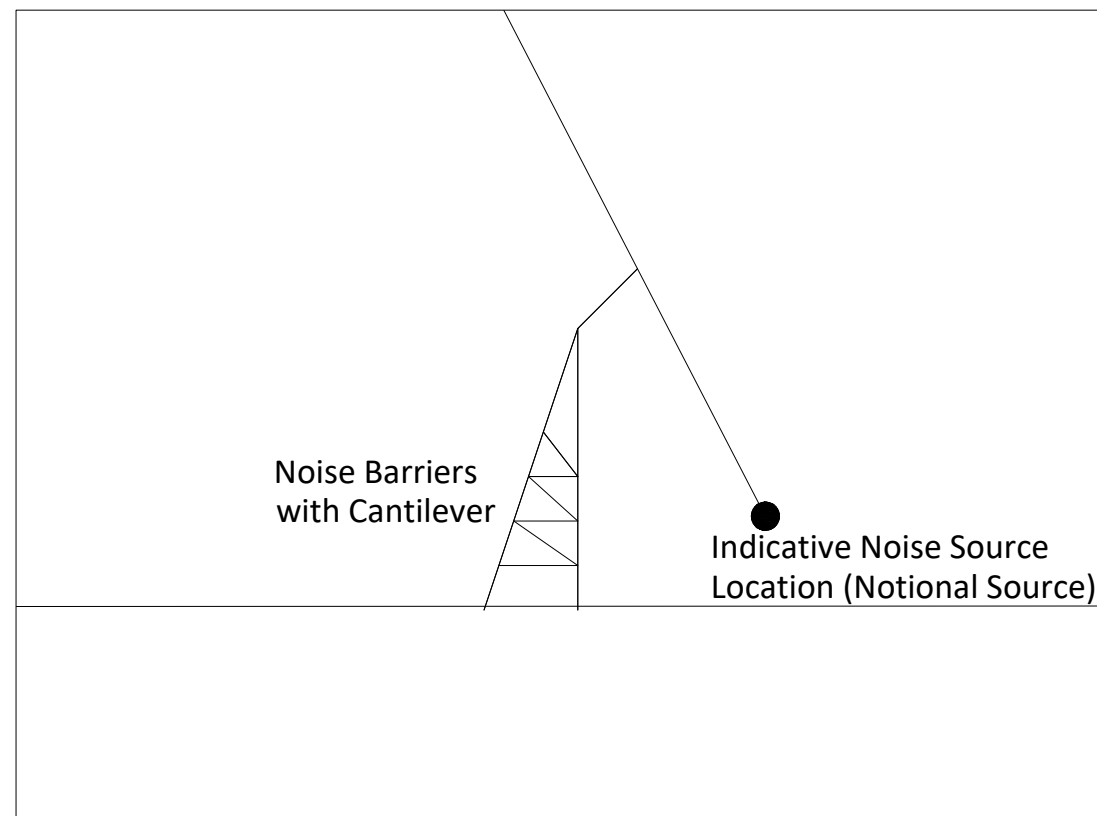 Noise Barriers
with Cantilever
Indicative Noise Source
Location (Notional Source)